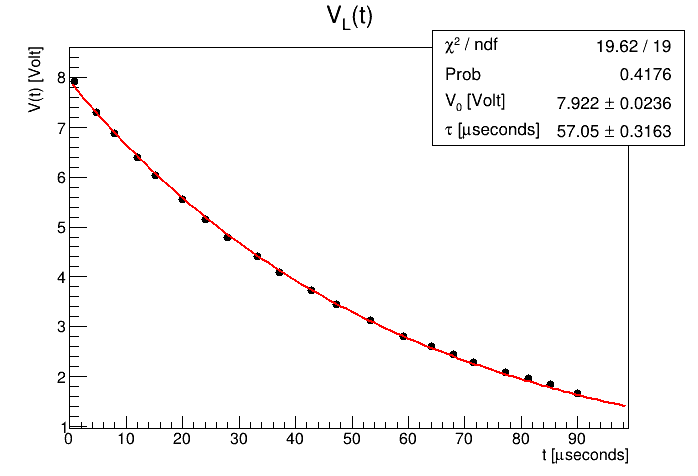 V_L(t)
χ² / ndf 19.62 / 19
Prob 0.4176
V₀ [Volt] 7.922 ± 0.0236
τ [μseconds] 57.05 ± 0.3163
V(t) [Volt]
8
7
6
5
4
3
2
1
0 10 20 30 40 50 60 70 80 90
t [μseconds]